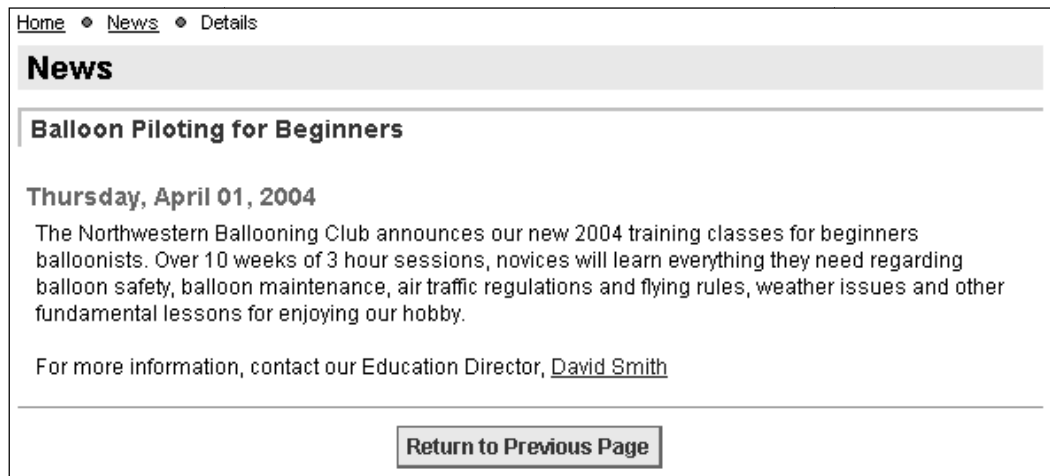 Home • News • Details
News
Balloon Piloting for Beginners
Thursday, April 01, 2004
The Northwestern Ballooning Club announces our new 2004 training classes for beginners
balloonists. Over 10 weeks of 3 hour sessions, novices will learn everything they need regarding
balloon safety, balloon maintenance, air traffic regulations and flying rules, weather issues and other
fundamental lessons for enjoying our hobby.
For more information, contact our Education Director, David Smith
Return to Previous Page